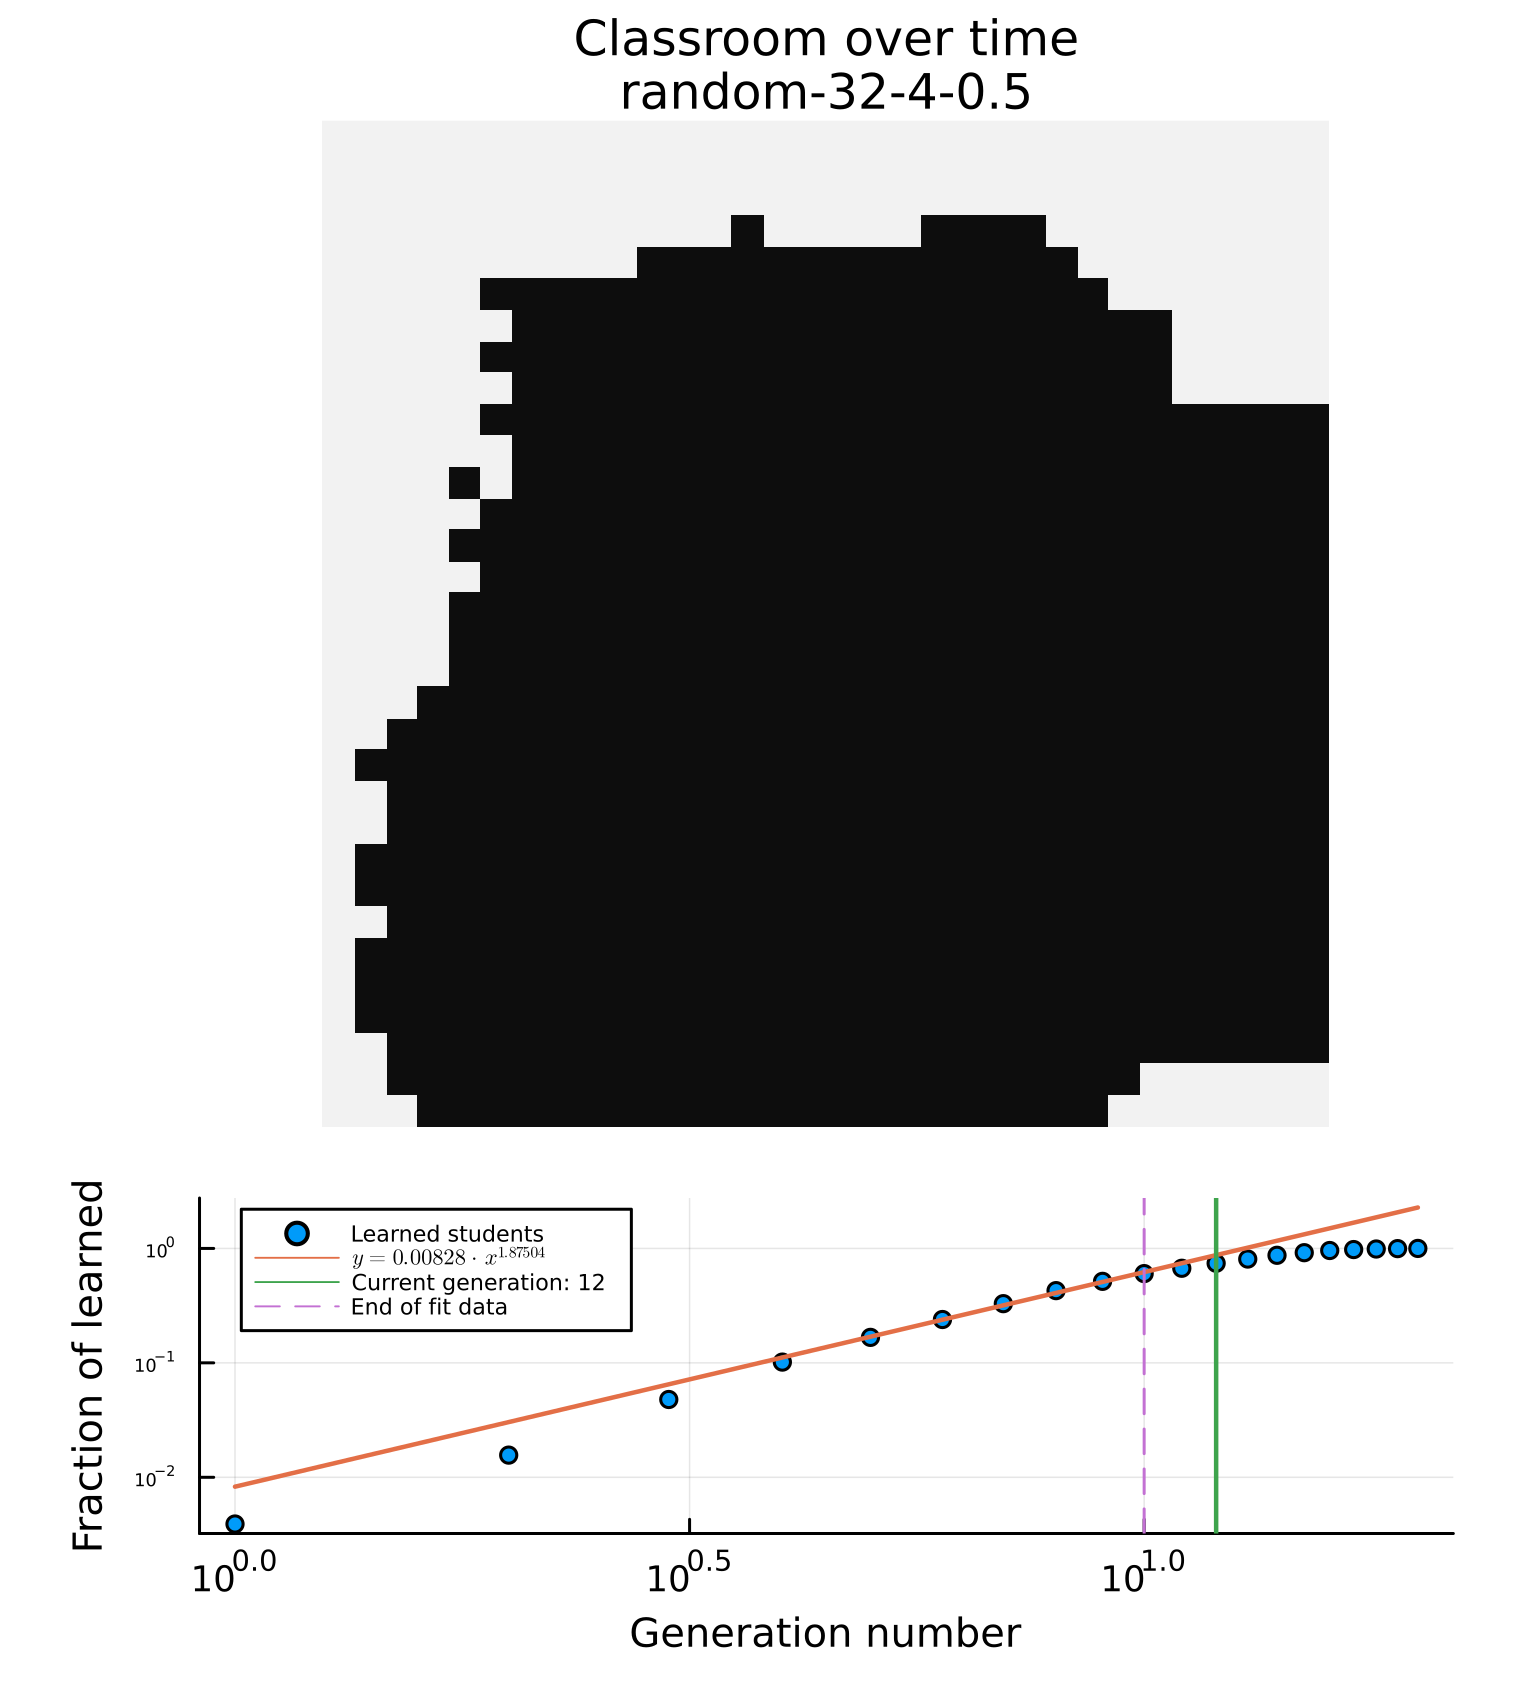 Classroom over time
random-32-4-0.5
Fraction of learned
Learned students
y = 0.00828 · x^1.87504
Current generation: 12
End of fit data
10^0
10^−1
10^−2
10^0.0
10^0.5
10^1.0
Generation number